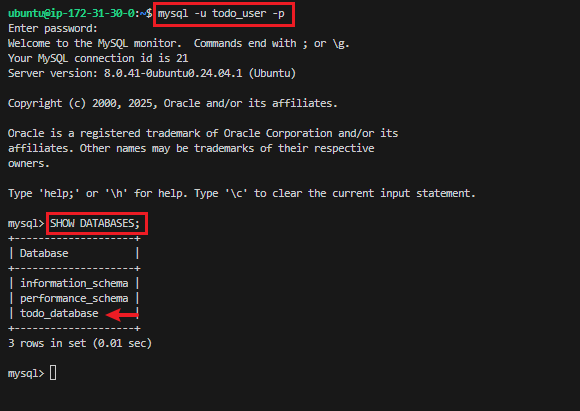 ubuntu@ip-172-31-30-0:~$ mysql -u todo_user -p
Enter password:
Welcome to the MySQL monitor.  Commands end with ; or \g.
Your MySQL connection id is 21
Server version: 8.0.41-0ubuntu0.24.04.1 (Ubuntu)
Copyright (c) 2000, 2025, Oracle and/or its affiliates.
Oracle is a registered trademark of Oracle Corporation and/or its
affiliates. Other names may be trademarks of their respective
owners.
Type 'help;' or '\h' for help. Type '\c' to clear the current input statement.
mysql> SHOW DATABASES;
+--------------------+
| Database           |
+--------------------+
| information_schema |
| performance_schema |
| todo_database      |
+--------------------+
3 rows in set (0.01 sec)
mysql>